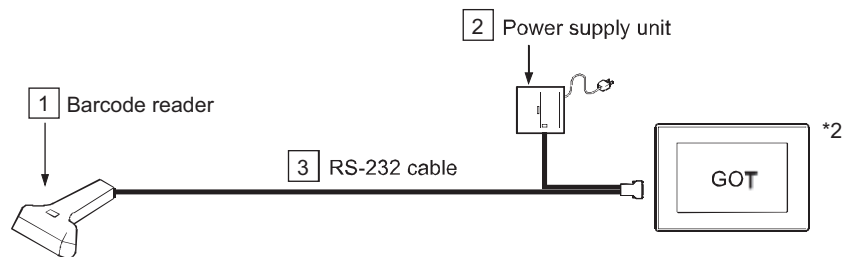 2 Power supply unit
1 Barcode reader
*2
3 RS-232 cable
GOT